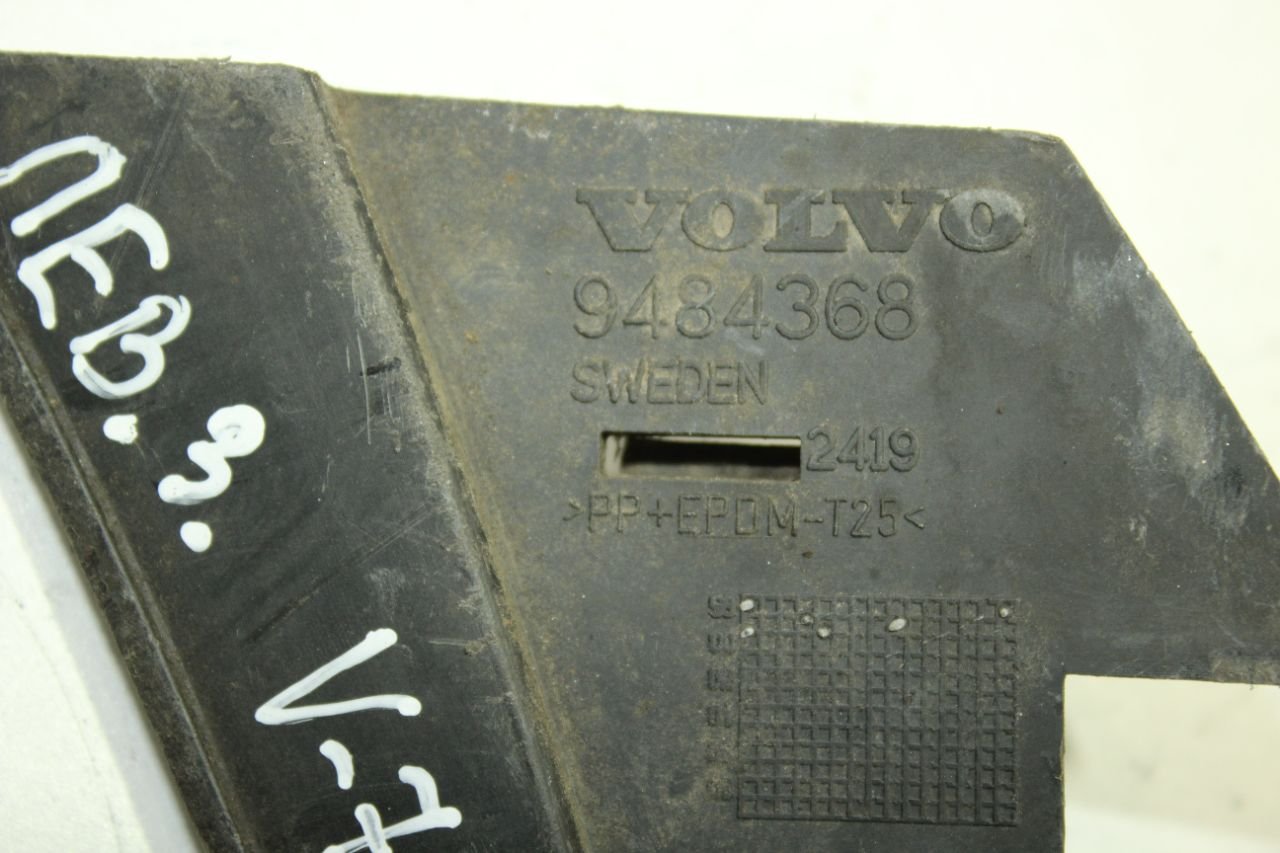 ЛЕВ. З.
V-7
VOLVO
9484368
SWEDEN
2419
>PP+EPDM-T25<